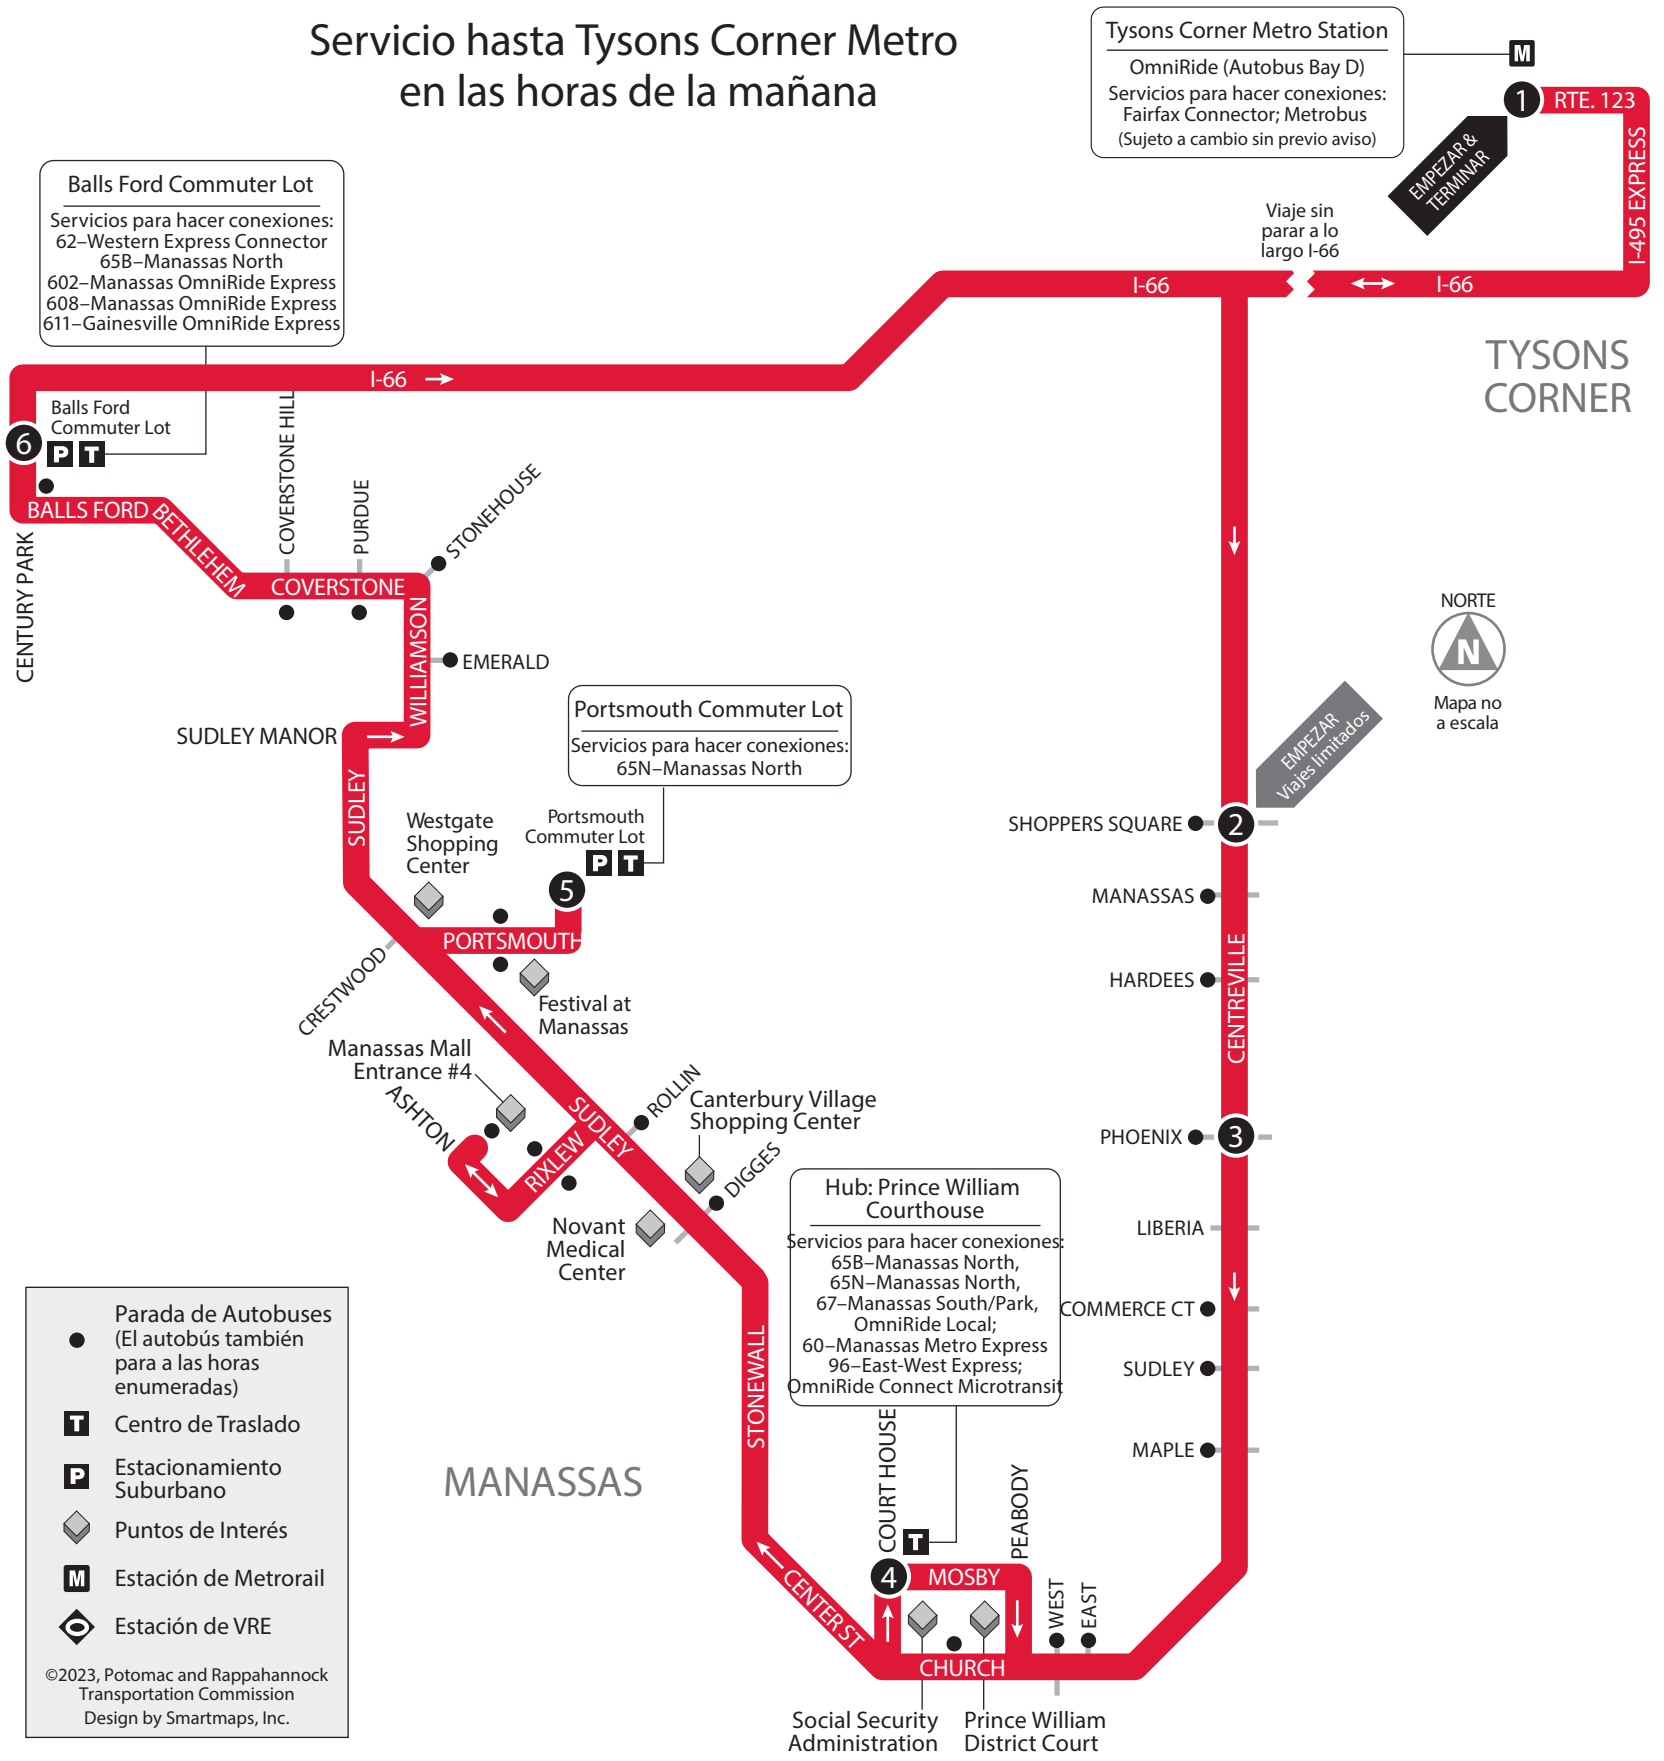 Servicio hasta Tysons Corner Metro
en las horas de la mañana
Tysons Corner Metro Station
OmniRide (Autobus Bay D)
Servicios para hacer conexiones:
Fairfax Connector; Metrobus
(Sujeto a cambio sin previo aviso)
M
1
RTE. 123
EMPEZAR &
TERMINAR
I-495 EXPRESS
Viaje sin
parar a lo
largo I-66
I-66
I-66
TYSONS
CORNER
Balls Ford Commuter Lot
Servicios para hacer conexiones:
62–Western Express Connector
65B–Manassas North
602–Manassas OmniRide Express
608–Manassas OmniRide Express
611–Gainesville OmniRide Express
I-66
Balls Ford
Commuter Lot
6
P T
BALLS FORD
BETHLEHEM
CENTURY PARK
COVERSTONE HILL
PURDUE
STONEHOUSE
COVERSTONE
WILLIAMSON
EMERALD
SUDLEY MANOR
SUDLEY
NORTE
N
Mapa no
a escala
Portsmouth Commuter Lot
Servicios para hacer conexiones:
65N–Manassas North
EMPEZAR
Viajes limitados
Westgate
Shopping
Center
Portsmouth
Commuter Lot
P T
5
PORTSMOUTH
CRESTWOOD
Festival at
Manassas
SHOPPERS SQUARE
2
MANASSAS
HARDEES
CENTREVILLE
PHOENIX
3
LIBERIA
COMMERCE CT
SUDLEY
MAPLE
Manassas Mall
Entrance #4
ASHTON
RIXLEW
SUDLEY
ROLLIN
Canterbury Village
Shopping Center
DIGGES
Novant
Medical
Center
Hub: Prince William
Courthouse
Servicios para hacer conexiones:
65B–Manassas North,
65N–Manassas North,
67–Manassas South/Park,
OmniRide Local;
60–Manassas Metro Express
96–East-West Express;
OmniRide Connect Microtransit
STONEWALL
MANASSAS
COURT HOUSE
T
PEABODY
4
MOSBY
WEST
EAST
CENTER ST
CHURCH
Social Security
Administration
Prince William
District Court
Parada de Autobuses
(El autobús también
para a las horas
enumeradas)
T
Centro de Traslado
P
Estacionamiento
Suburbano
Puntos de Interés
M
Estación de Metrorail
Estación de VRE
©2023, Potomac and Rappahannock
Transportation Commission
Design by Smartmaps, Inc.